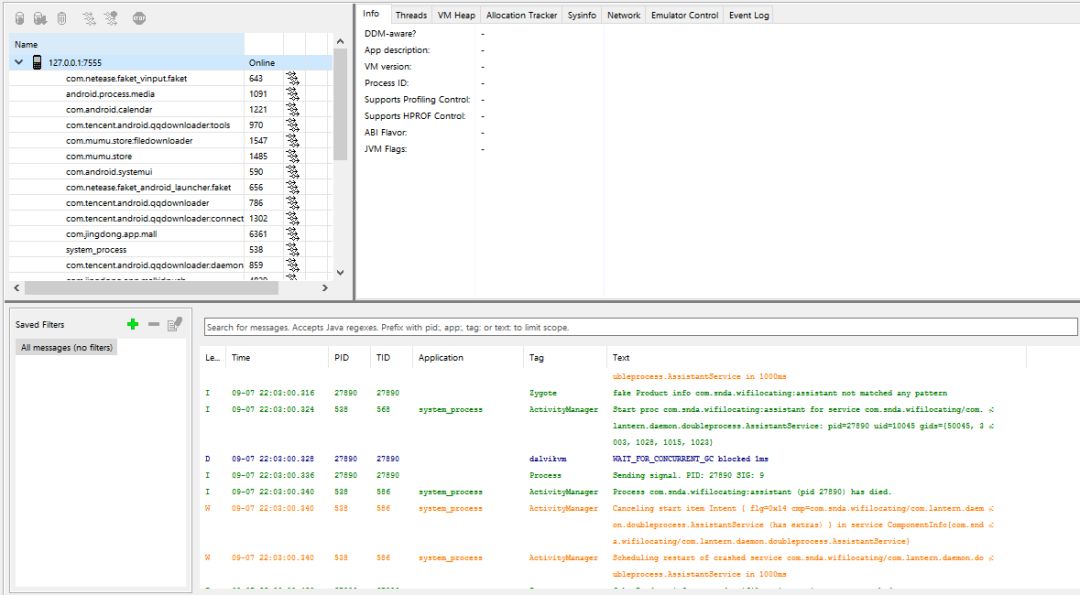 Name
127.0.0.1:7555 Online
com.netease.faket_vinput.faket 643
android.process.media 1091
com.android.calendar 1221
com.tencent.android.qqdownloader:tools 970
com.mumu.store:filedownloader 1547
com.mumu.store 1485
com.android.systemui 590
com.netease.faket_android_launcher.faket 656
com.tencent.android.qqdownloader 786
com.tencent.android.qqdownloader:connect 1302
com.jingdong.app.mall 6361
system_process 538
com.tencent.android.qqdownloader:daemon 859
Info Threads VM Heap Allocation Tracker Sysinfo Network Emulator Control Event Log
DDM-aware? -
App description: -
VM version: -
Process ID: -
Supports Profiling Control: -
Supports HPROF Control: -
ABI Flavor: -
JVM Flags: -
Saved Filters
All messages (no filters)
Search for messages. Accepts Java regexes. Prefix with pid:, app:, tag: or text: to limit scope.
Le... Time PID TID Application Tag Text
ubleprocess.AssistantService in 1000ms
I 09-07 22:03:00.316 27890 27890 Zygote fake Product info com.snda.wifilocating:assistant not matched any pattern
I 09-07 22:03:00.324 538 568 system_process ActivityManager Start proc com.snda.wifilocating:assistant for service com.snda.wifilocating/com.
lantern.daemon.doubleprocess.AssistantService: pid=27890 uid=10045 gids={50045, 3
003, 1028, 1015, 1023}
D 09-07 22:03:00.328 27890 27890 dalvikvm WAIT_FOR_CONCURRENT_GC blocked 1ms
I 09-07 22:03:00.336 27890 27890 Process Sending signal. PID: 27890 SIG: 9
I 09-07 22:03:00.340 538 586 system_process ActivityManager Process com.snda.wifilocating:assistant (pid 27890) has died.
W 09-07 22:03:00.340 538 586 system_process ActivityManager Canceling start item Intent { flg=0x14 cmp=com.snda.wifilocating/com.lantern.daem
on.doubleprocess.AssistantService (has extras) } in service ComponentInfo{com.snd
a.wifilocating/com.lantern.daemon.doubleprocess.AssistantService}
W 09-07 22:03:00.340 538 586 system_process ActivityManager Scheduling restart of crashed service com.snda.wifilocating/com.lantern.daemon.do
ubleprocess.AssistantService in 1000ms